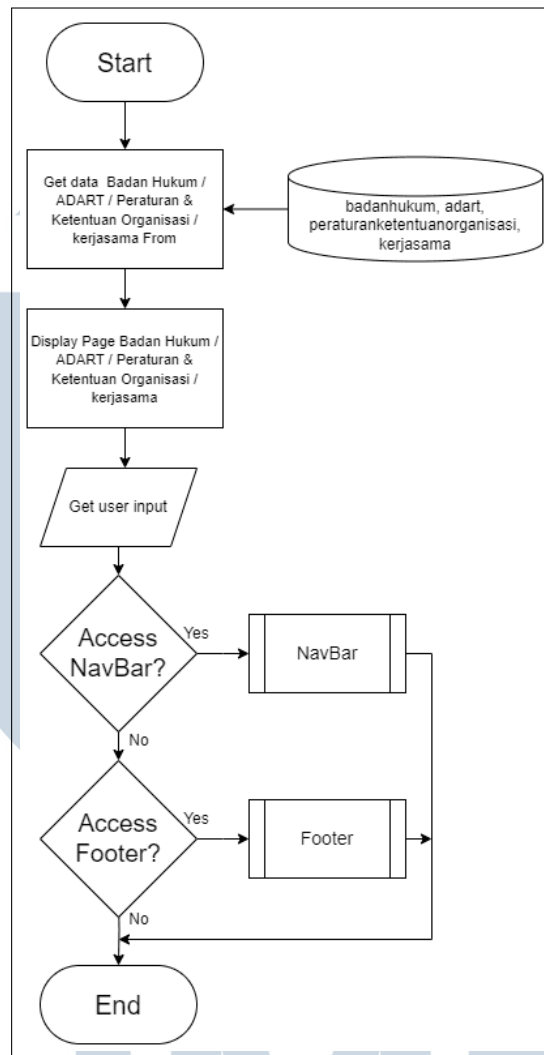 Start
Get data Badan Hukum /
ADART / Peraturan &
Ketentuan Organisasi /
kerjasama From
badanhukum, adart,
peraturanketentuanorganisasi,
kerjasama
Display Page Badan Hukum /
ADART / Peraturan &
Ketentuan Organisasi /
kerjasama
Get user input
Access
NavBar?
Yes
NavBar
No
Access
Footer?
Yes
Footer
No
End